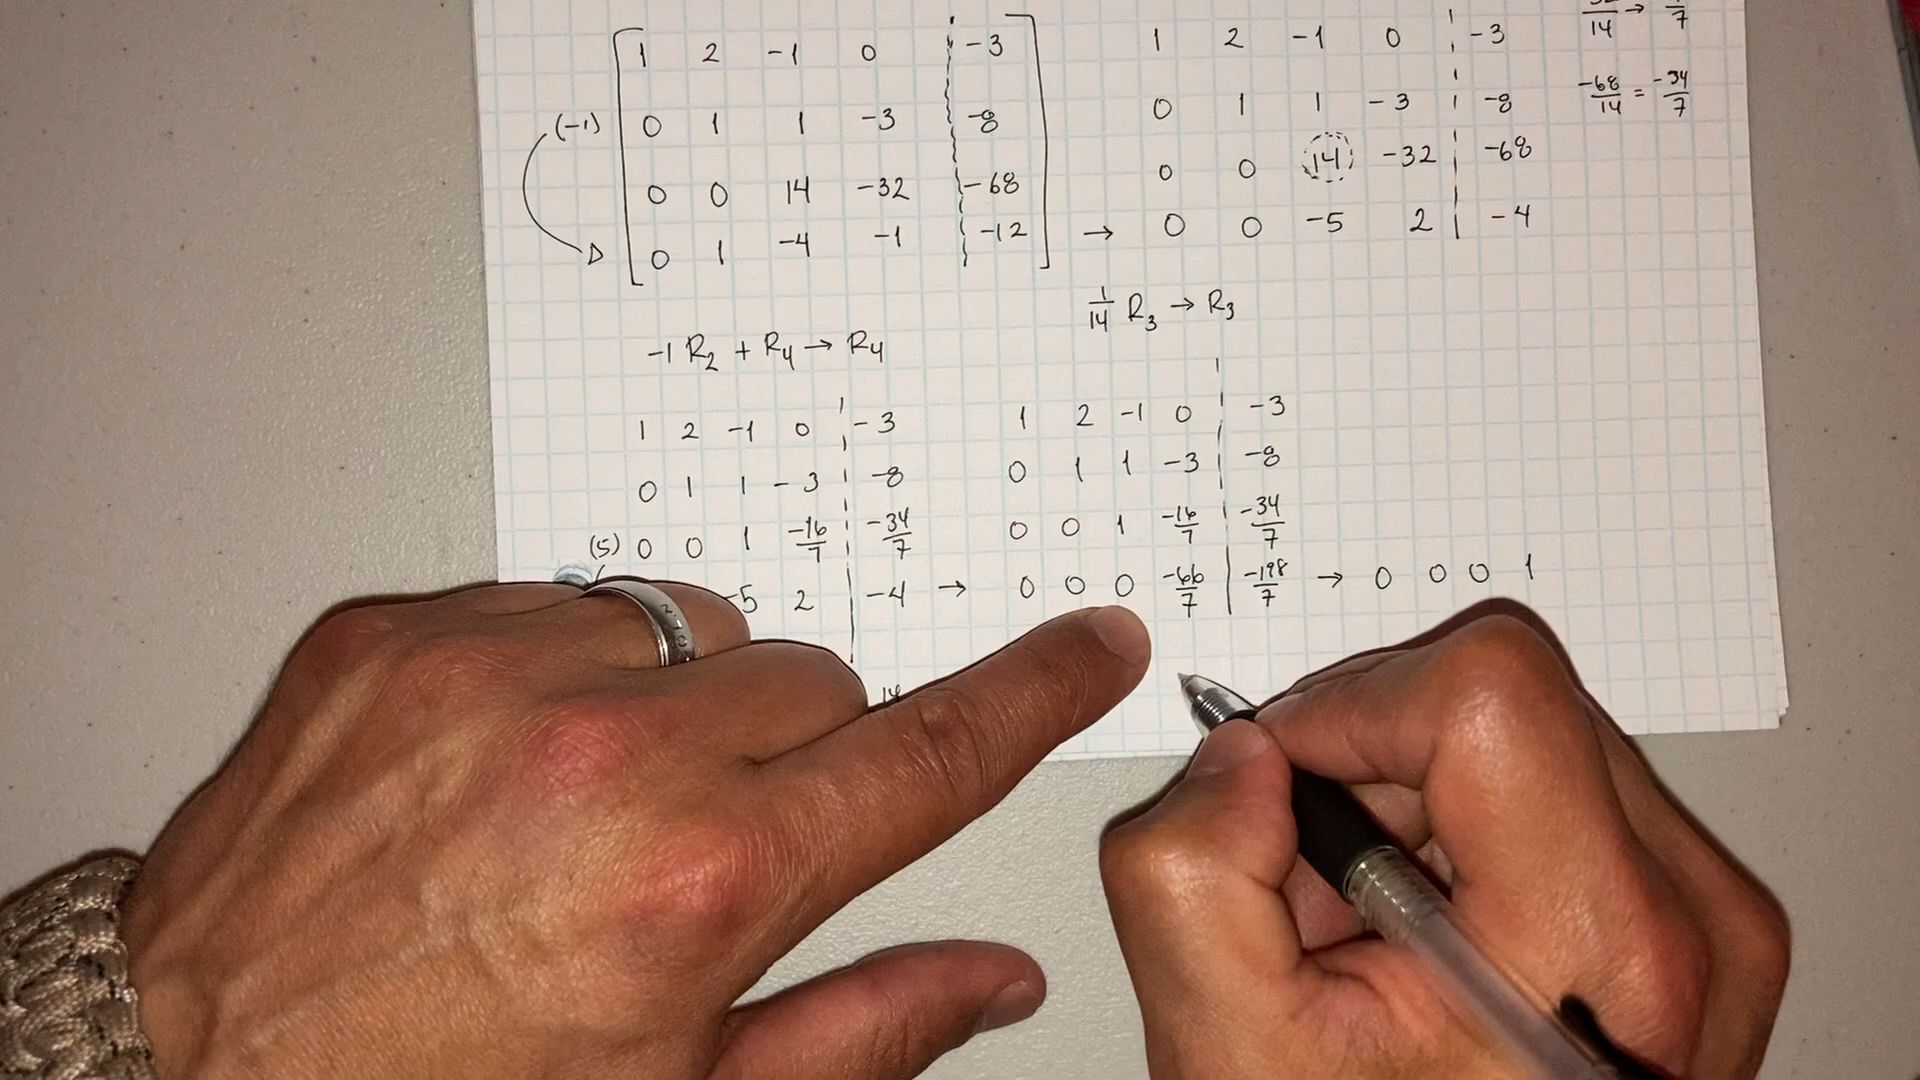 1 2 -1 0 -3
(-1) 0 1 1 -3 -8
0 0 14 -32 -68
0 1 -4 -1 -12
-1 R₂ + R₄ → R₄
1 2 -1 0 -3
0 1 1 -3 -8
0 0 14 -32 -68
→ 0 0 -5 2 -4
1/14 R₃ → R₃
14 → 7
-68/14 = -34/7
1 2 -1 0 -3
0 1 1 -3 -8
(5) 0 0 1 -16/7 -34/7
-5 2 -4
→ 0 0 0 -66/7 -198/7
1 2 -1 0 -3
0 1 1 -3 -8
0 0 1 -16/7 -34/7
→ 0 0 0 1